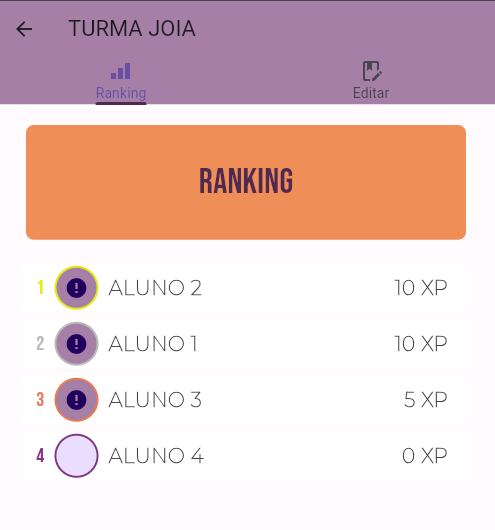 TURMA JOIA
Ranking
Editar
RANKING
1 ALUNO 2 10 XP
2 ALUNO 1 10 XP
3 ALUNO 3 5 XP
4 ALUNO 4 0 XP